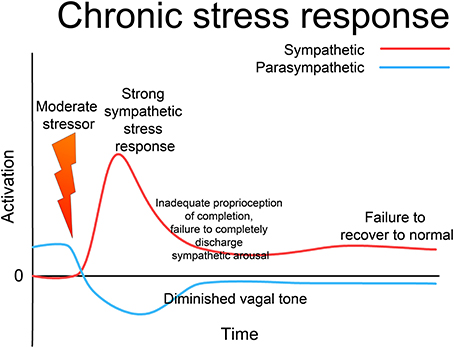 Chronic stress response
Sympathetic
Parasympathetic
Moderate
stressor
Strong
sympathetic
stress
response
Activation
Inadequate proprioception
of completion,
failure to completely
discharge
sympathetic arousal
Failure to
recover to normal
0
Diminished vagal tone
Time